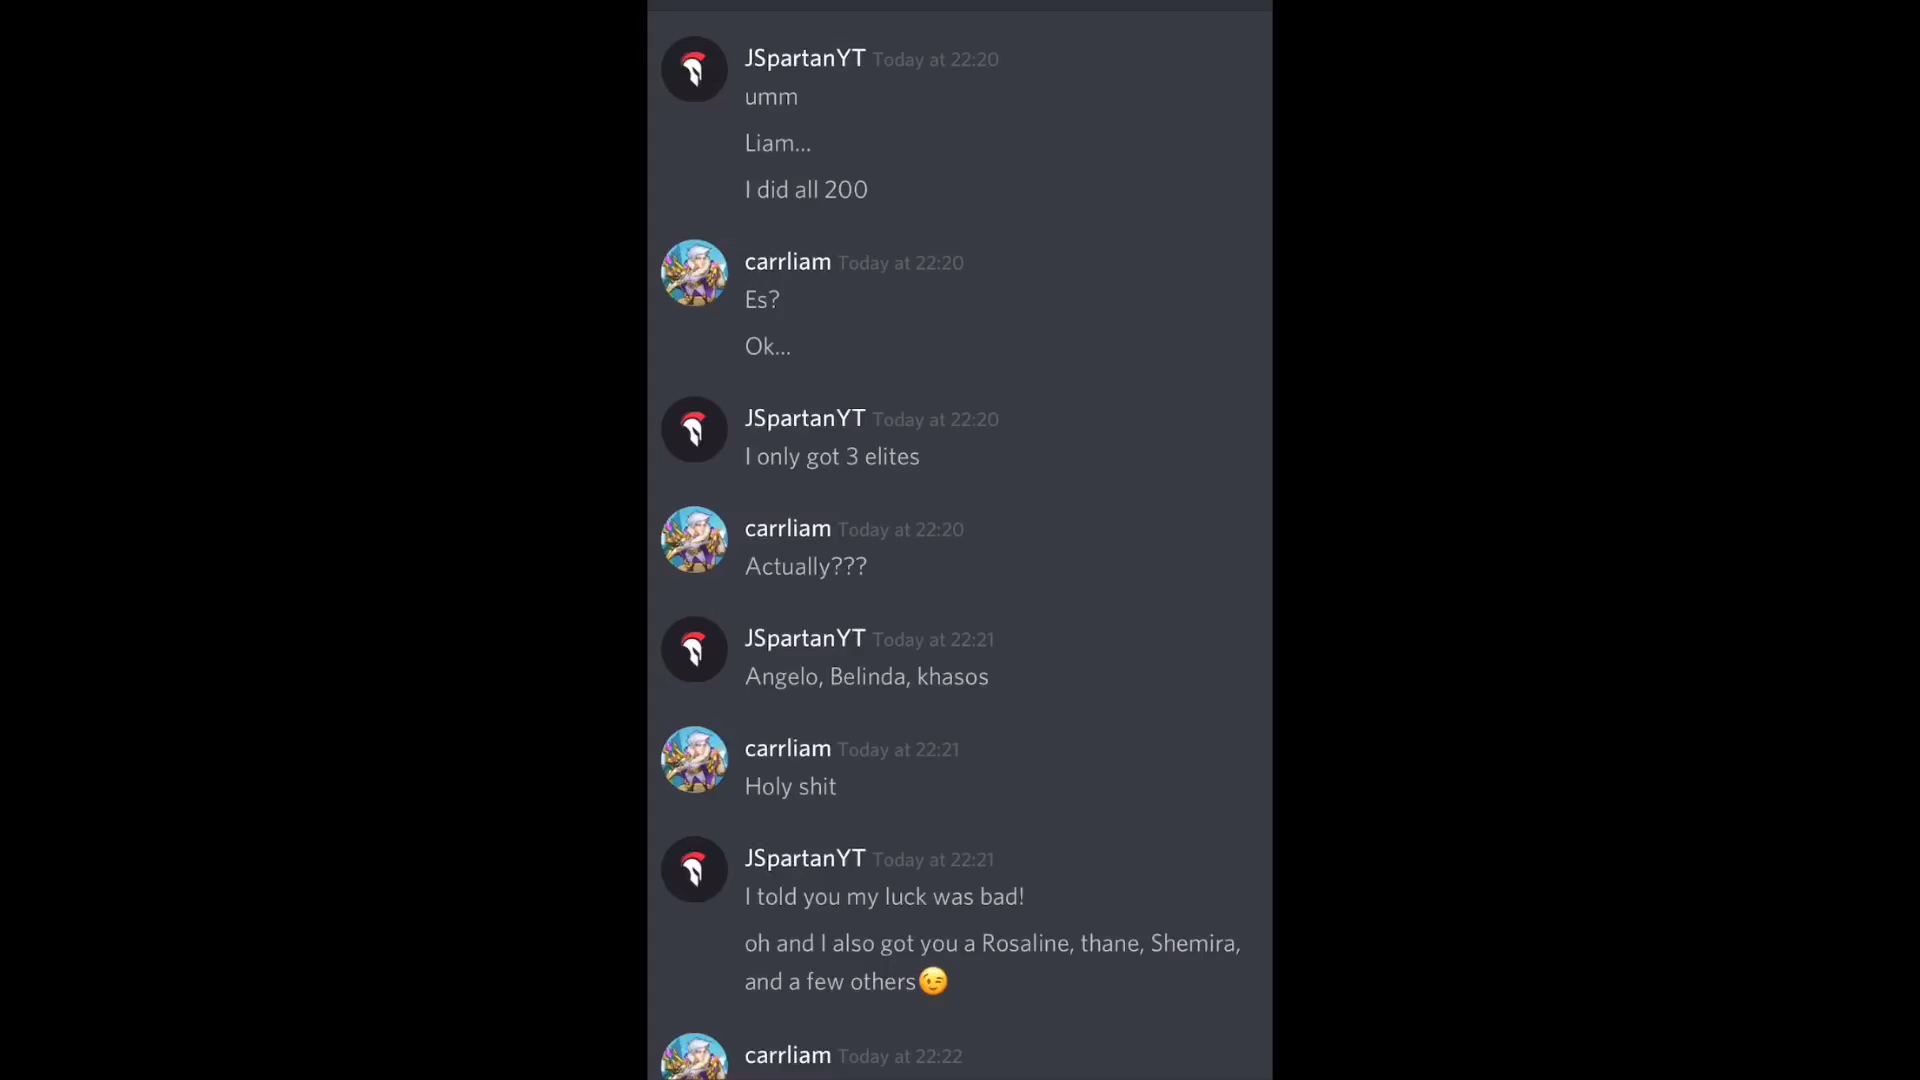 JSpartanYT Today at 22:20
umm
Liam...
I did all 200
carrliam Today at 22:20
Es?
Ok...
JSpartanYT Today at 22:20
I only got 3 elites
carrliam Today at 22:20
Actually???
JSpartanYT Today at 22:21
Angelo, Belinda, khasos
carrliam Today at 22:21
Holy shit
JSpartanYT Today at 22:21
I told you my luck was bad!
oh and I also got you a Rosaline, thane, Shemira,
and a few others😉
carrliam Today at 22:22